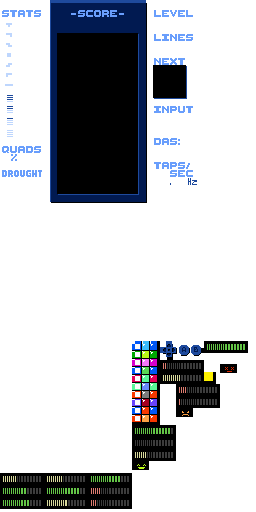 STATS
-SCORE-
LEVEL
LINES
NEXT
INPUT
DAS:
QUADS
%
TAPS/
SEC
DROUGHT
. Hz